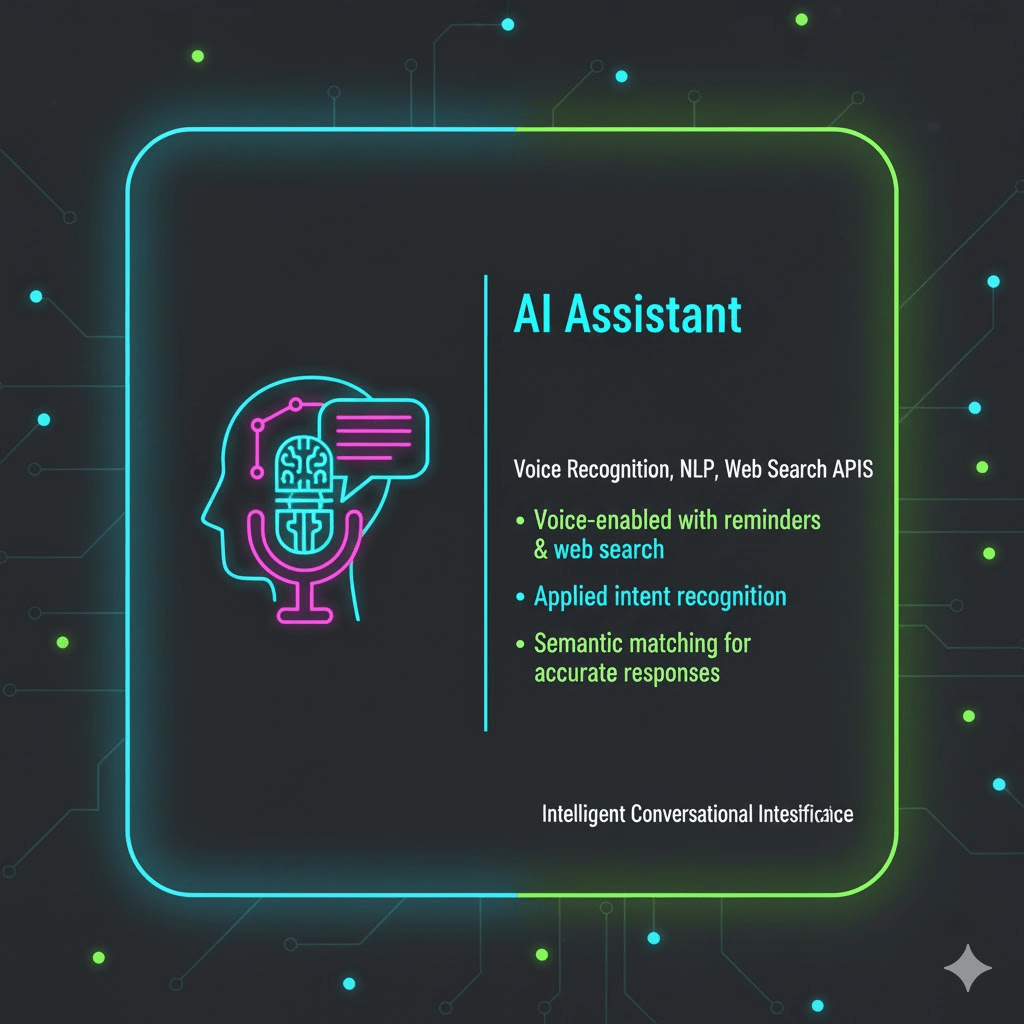 AI Assistant
Voice Recognition, NLP, Web Search APIS
• Voice-enabled with reminders
& web search
• Applied intent recognition
• Semantic matching for
accurate responses
Intelligent Conversational